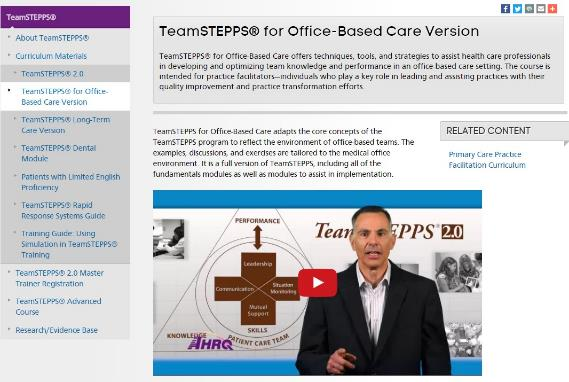 TeamSTEPPS®
About TeamSTEPPS®
Curriculum Materials
TeamSTEPPS® 2.0
TeamSTEPPS® for Office-
Based Care Version
TeamSTEPPS® Long-Term
Care Version
TeamSTEPPS® Dental
Module
Patients with Limited English
Proficiency
TeamSTEPPS® Rapid
Response Systems Guide
Training Guide: Using
Simulation in TeamSTEPPS®
Training
TeamSTEPPS® 2.0 Master
Trainer Registration
TeamSTEPPS® Advanced
Course
Research/Evidence Base
TeamSTEPPS® for Office-Based Care Version
TeamSTEPPS® for Office-Based Care offers techniques, tools, and strategies to assist health care professionals
in developing and optimizing team knowledge and performance in an office based care setting. The course is
intended for practice facilitators—individuals who play a key role in leading and assisting practices with their
quality improvement and practice transformation efforts.
TeamSTEPPS for Office-Based Care adapts the core concepts of the
TeamSTEPPS program to reflect the environment of office based teams. The
examples, discussions, and exercises are tailored to the medical office
environment. It is a full version of TeamSTEPPS, including all of the
fundamentals modules as well as modules to assist in implementation.
RELATED CONTENT
Primary Care Practice
Facilitation Curriculum
PERFORMANCE
Leadership
Communication
Situation
Monitoring
Mutual
Support
SKILLS
KNOWLEDGE
PATIENT CARE TEAM
AHRQ
Team EPPS® 2.0